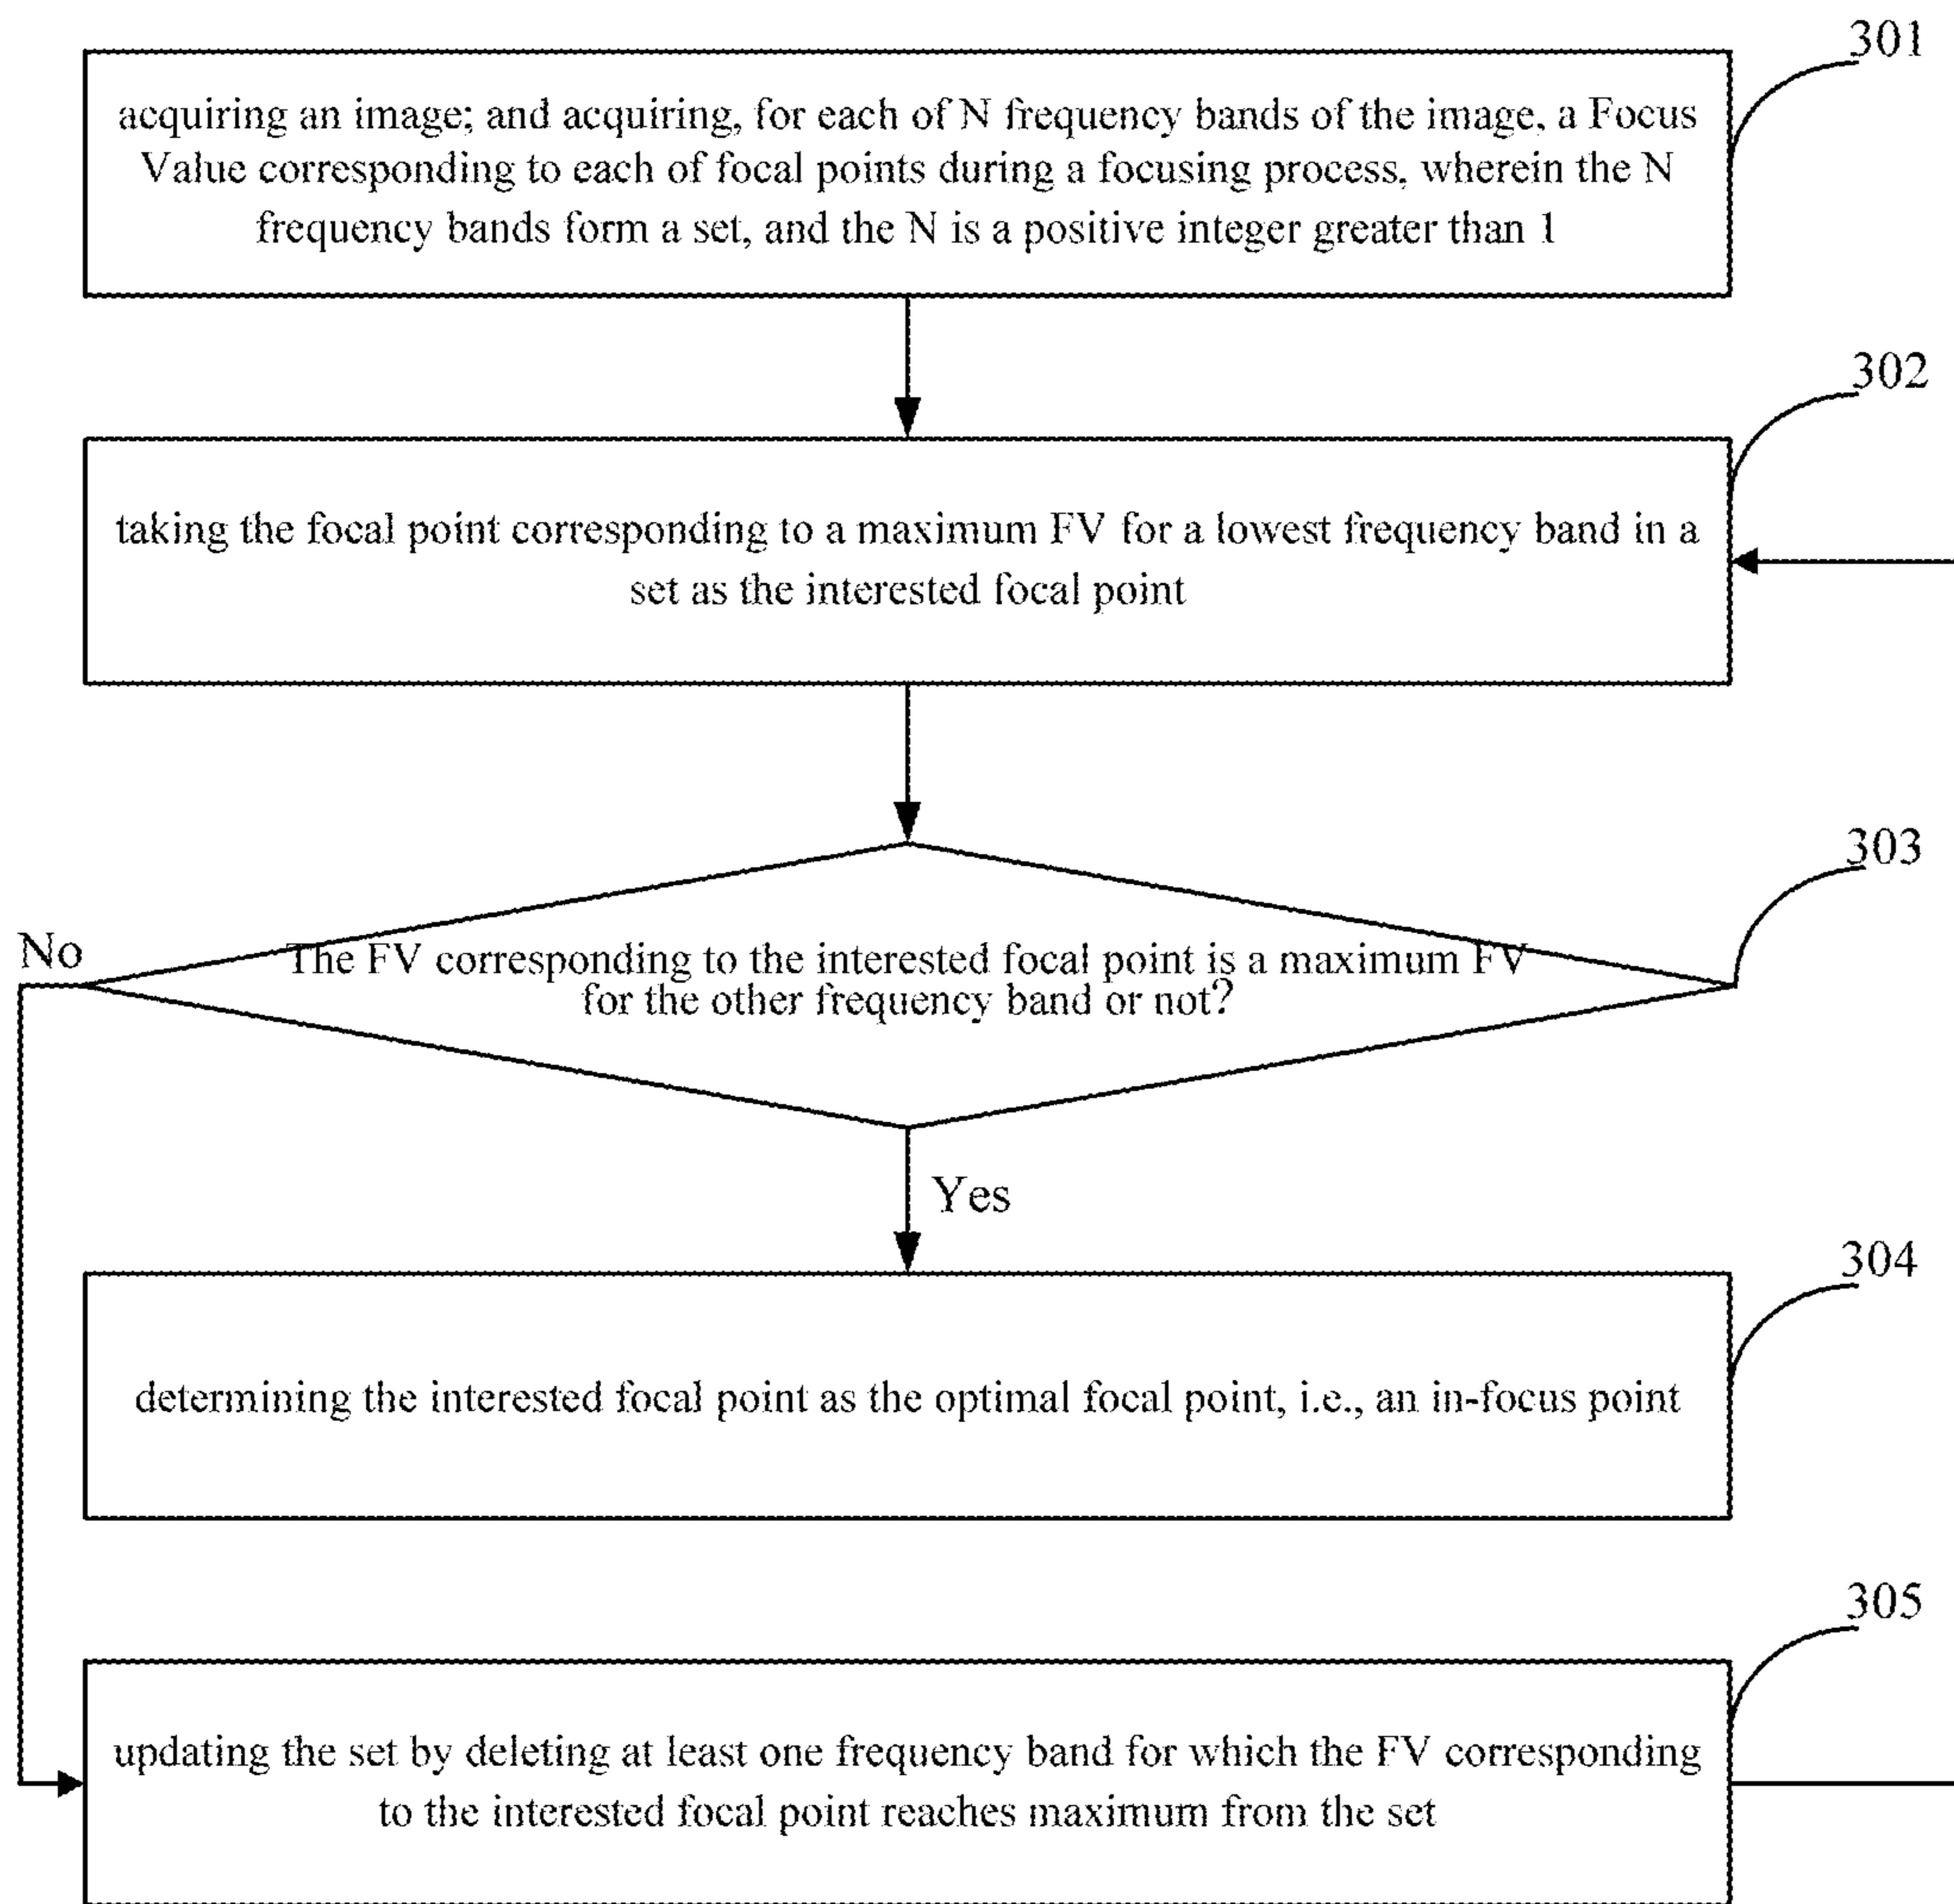 301
acquiring an image; and acquiring, for each of N frequency bands of the image, a Focus
Value corresponding to each of focal points during a focusing process, wherein the N
frequency bands form a set, and the N is a positive integer greater than 1
302
taking the focal point corresponding to a maximum FV for a lowest frequency band in a
set as the interested focal point
303
No
The FV corresponding to the interested focal point is a maximum FV
for the other frequency band or not?
Yes
304
determining the interested focal point as the optimal focal point, i.e., an in-focus point
305
updating the set by deleting at least one frequency band for which the FV corresponding
to the interested focal point reaches maximum from the set